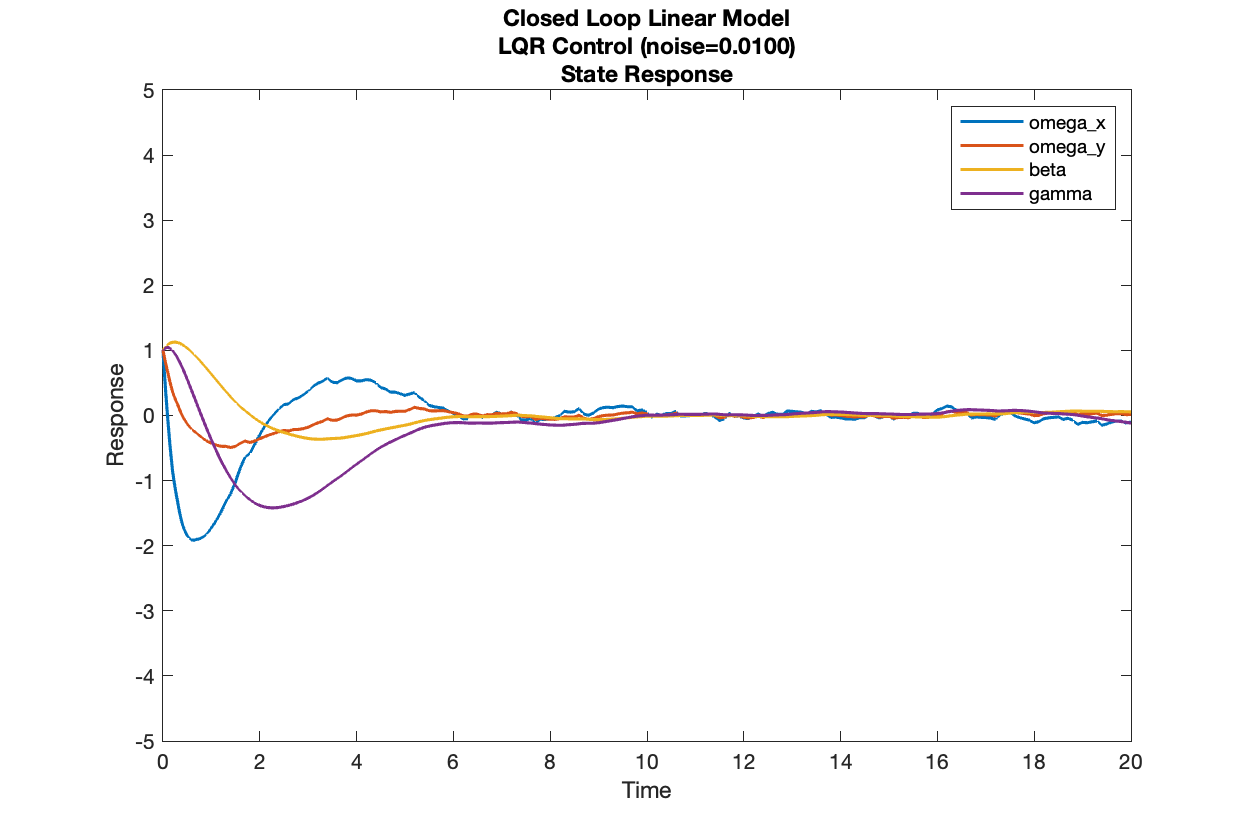 Closed Loop Linear Model
LQR Control (noise=0.0100)
State Response
5
4
3
2
1
0
-1
-2
-3
-4
-5
Response
omega_x
omega_y
beta
gamma
0 2 4 6 8 10 12 14 16 18 20
Time